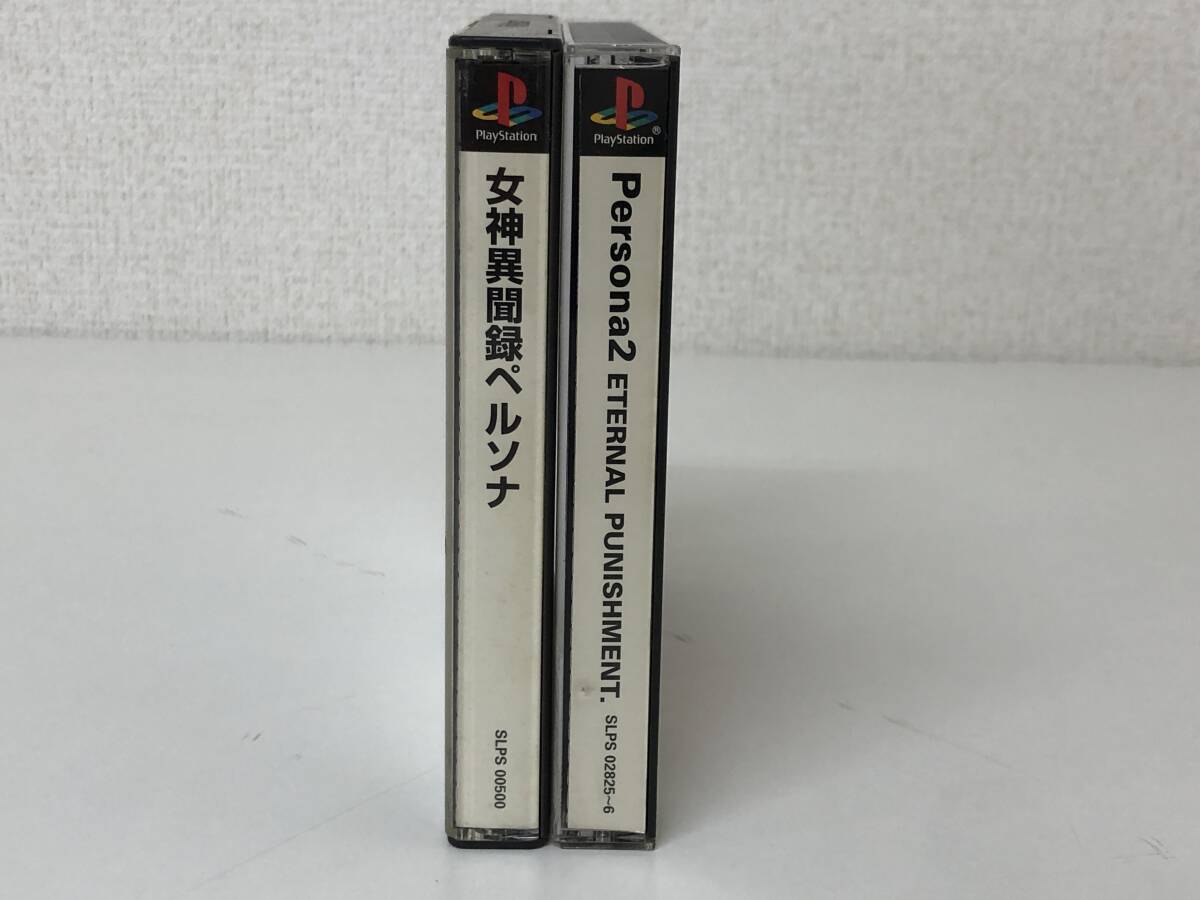 PlayStation
女神異聞録ペルソナ
SLPS 00500
PlayStation®
Persona2 ETERNAL PUNISHMENT.
SLPS 02825~6